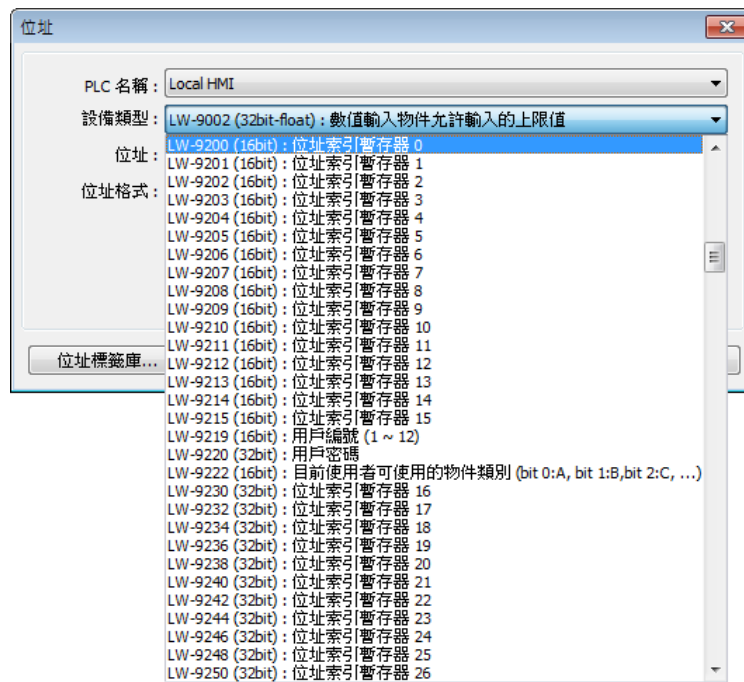 位址
PLC 名稱 : Local HMI
設備類型 : LW-9002 (32bit-float) : 數值輸入物件允許輸入的上限值
位址 :
位址格式 :
LW-9200 (16bit) : 位址索引暫存器 0
LW-9201 (16bit) : 位址索引暫存器 1
LW-9202 (16bit) : 位址索引暫存器 2
LW-9203 (16bit) : 位址索引暫存器 3
LW-9204 (16bit) : 位址索引暫存器 4
LW-9205 (16bit) : 位址索引暫存器 5
LW-9206 (16bit) : 位址索引暫存器 6
LW-9207 (16bit) : 位址索引暫存器 7
LW-9208 (16bit) : 位址索引暫存器 8
LW-9209 (16bit) : 位址索引暫存器 9
LW-9210 (16bit) : 位址索引暫存器 10
LW-9211 (16bit) : 位址索引暫存器 11
LW-9212 (16bit) : 位址索引暫存器 12
LW-9213 (16bit) : 位址索引暫存器 13
LW-9214 (16bit) : 位址索引暫存器 14
LW-9215 (16bit) : 位址索引暫存器 15
LW-9219 (16bit) : 用戶編號 (1 ~ 12)
LW-9220 (32bit) : 用戶密碼
LW-9222 (16bit) : 目前使用者可使用的物件類別 (bit 0:A, bit 1:B,bit 2:C, ...)
LW-9230 (32bit) : 位址索引暫存器 16
LW-9232 (32bit) : 位址索引暫存器 17
LW-9234 (32bit) : 位址索引暫存器 18
LW-9236 (32bit) : 位址索引暫存器 19
LW-9238 (32bit) : 位址索引暫存器 20
LW-9240 (32bit) : 位址索引暫存器 21
LW-9242 (32bit) : 位址索引暫存器 22
LW-9244 (32bit) : 位址索引暫存器 23
LW-9246 (32bit) : 位址索引暫存器 24
LW-9248 (32bit) : 位址索引暫存器 25
LW-9250 (32bit) : 位址索引暫存器 26
位址標籤庫...